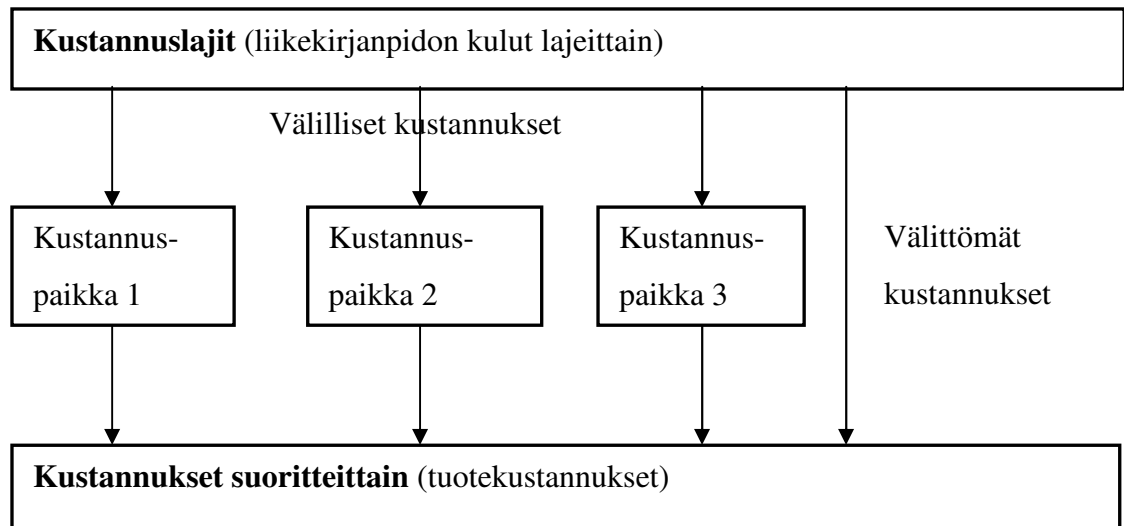 Kustannuslajit (liikekirjanpidon kulut lajeittain)
Välilliset kustannukset
Kustannus-
paikka 1
Kustannus-
paikka 2
Kustannus-
paikka 3
Välittömät
kustannukset
Kustannukset suoritteittain (tuotekustannukset)